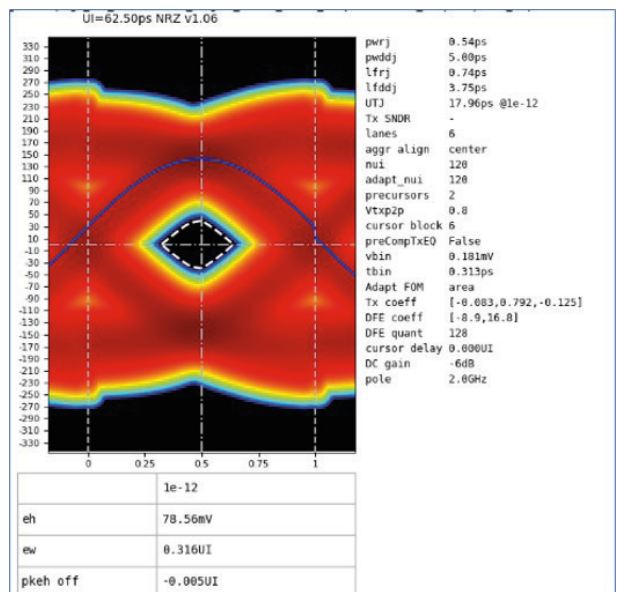 UI=62.50ps NRZ v1.06
330
310
290
270
250
230
210
190
170
150
130
110
90
70
50
30
10
-10
-30
-50
-70
-90
-110
-130
-150
-170
-190
-210
-230
-250
-270
-290
-310
-330
0 0.25 0.5 0.75 1
pwrj 0.54ps
pwddj 5.00ps
lfrj 0.74ps
lfddj 3.75ps
UTJ 17.96ps @1e-12
Tx SNDR -
lanes 6
aggr align center
nui 120
adapt_nui 120
precursors 2
Vtxp2p 0.8
cursor block 6
preCompTxEQ False
vbin 0.181mV
tbin 0.313ps
Adapt FOM area
Tx coeff [-0.083,0.792,-0.125]
DFE coeff [-8.9,16.8]
DFE quant 128
cursor delay 0.000UI
DC gain -6dB
pole 2.0GHz
1e-12
eh 78.56mV
ew 0.316UI
pkeh off -0.005UI